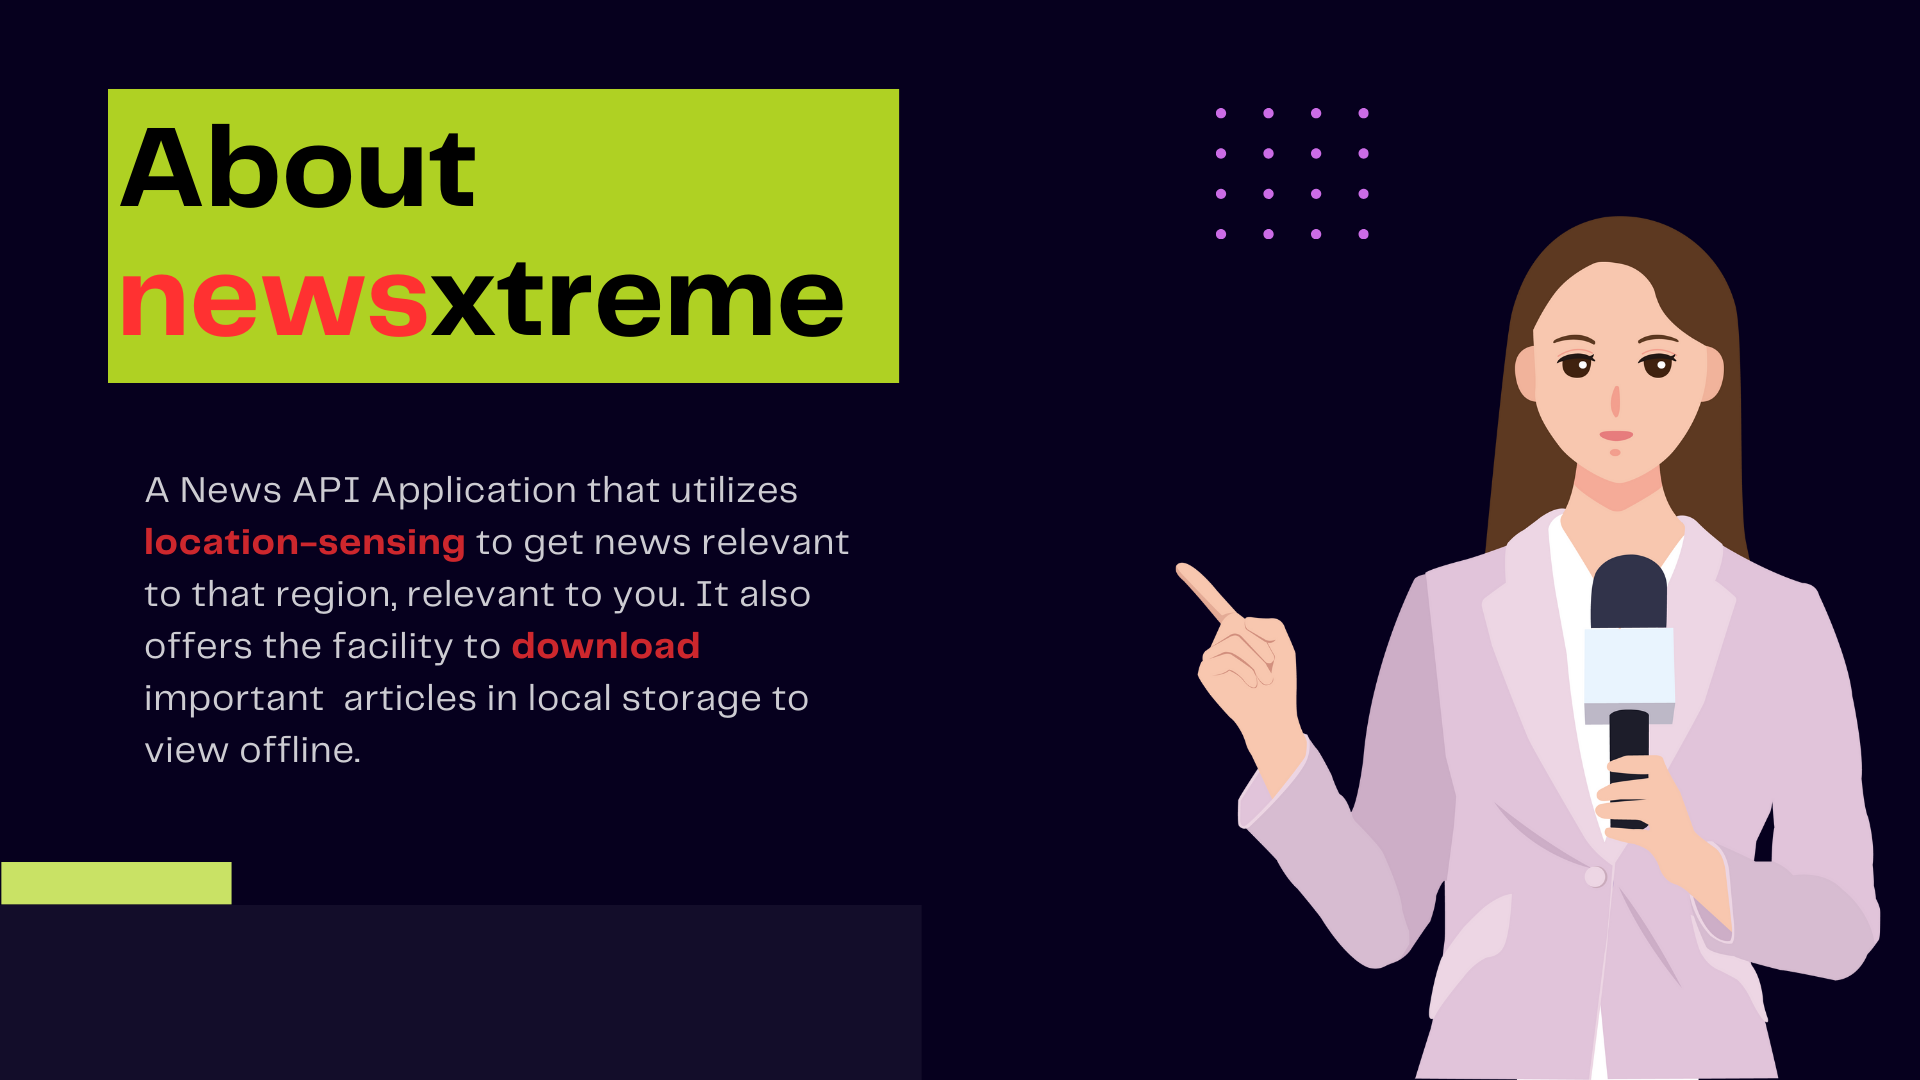 About
newsxtreme
A News API Application that utilizes
location-sensing to get news relevant
to that region, relevant to you. It also
offers the facility to download
important  articles in local storage to
view offline.